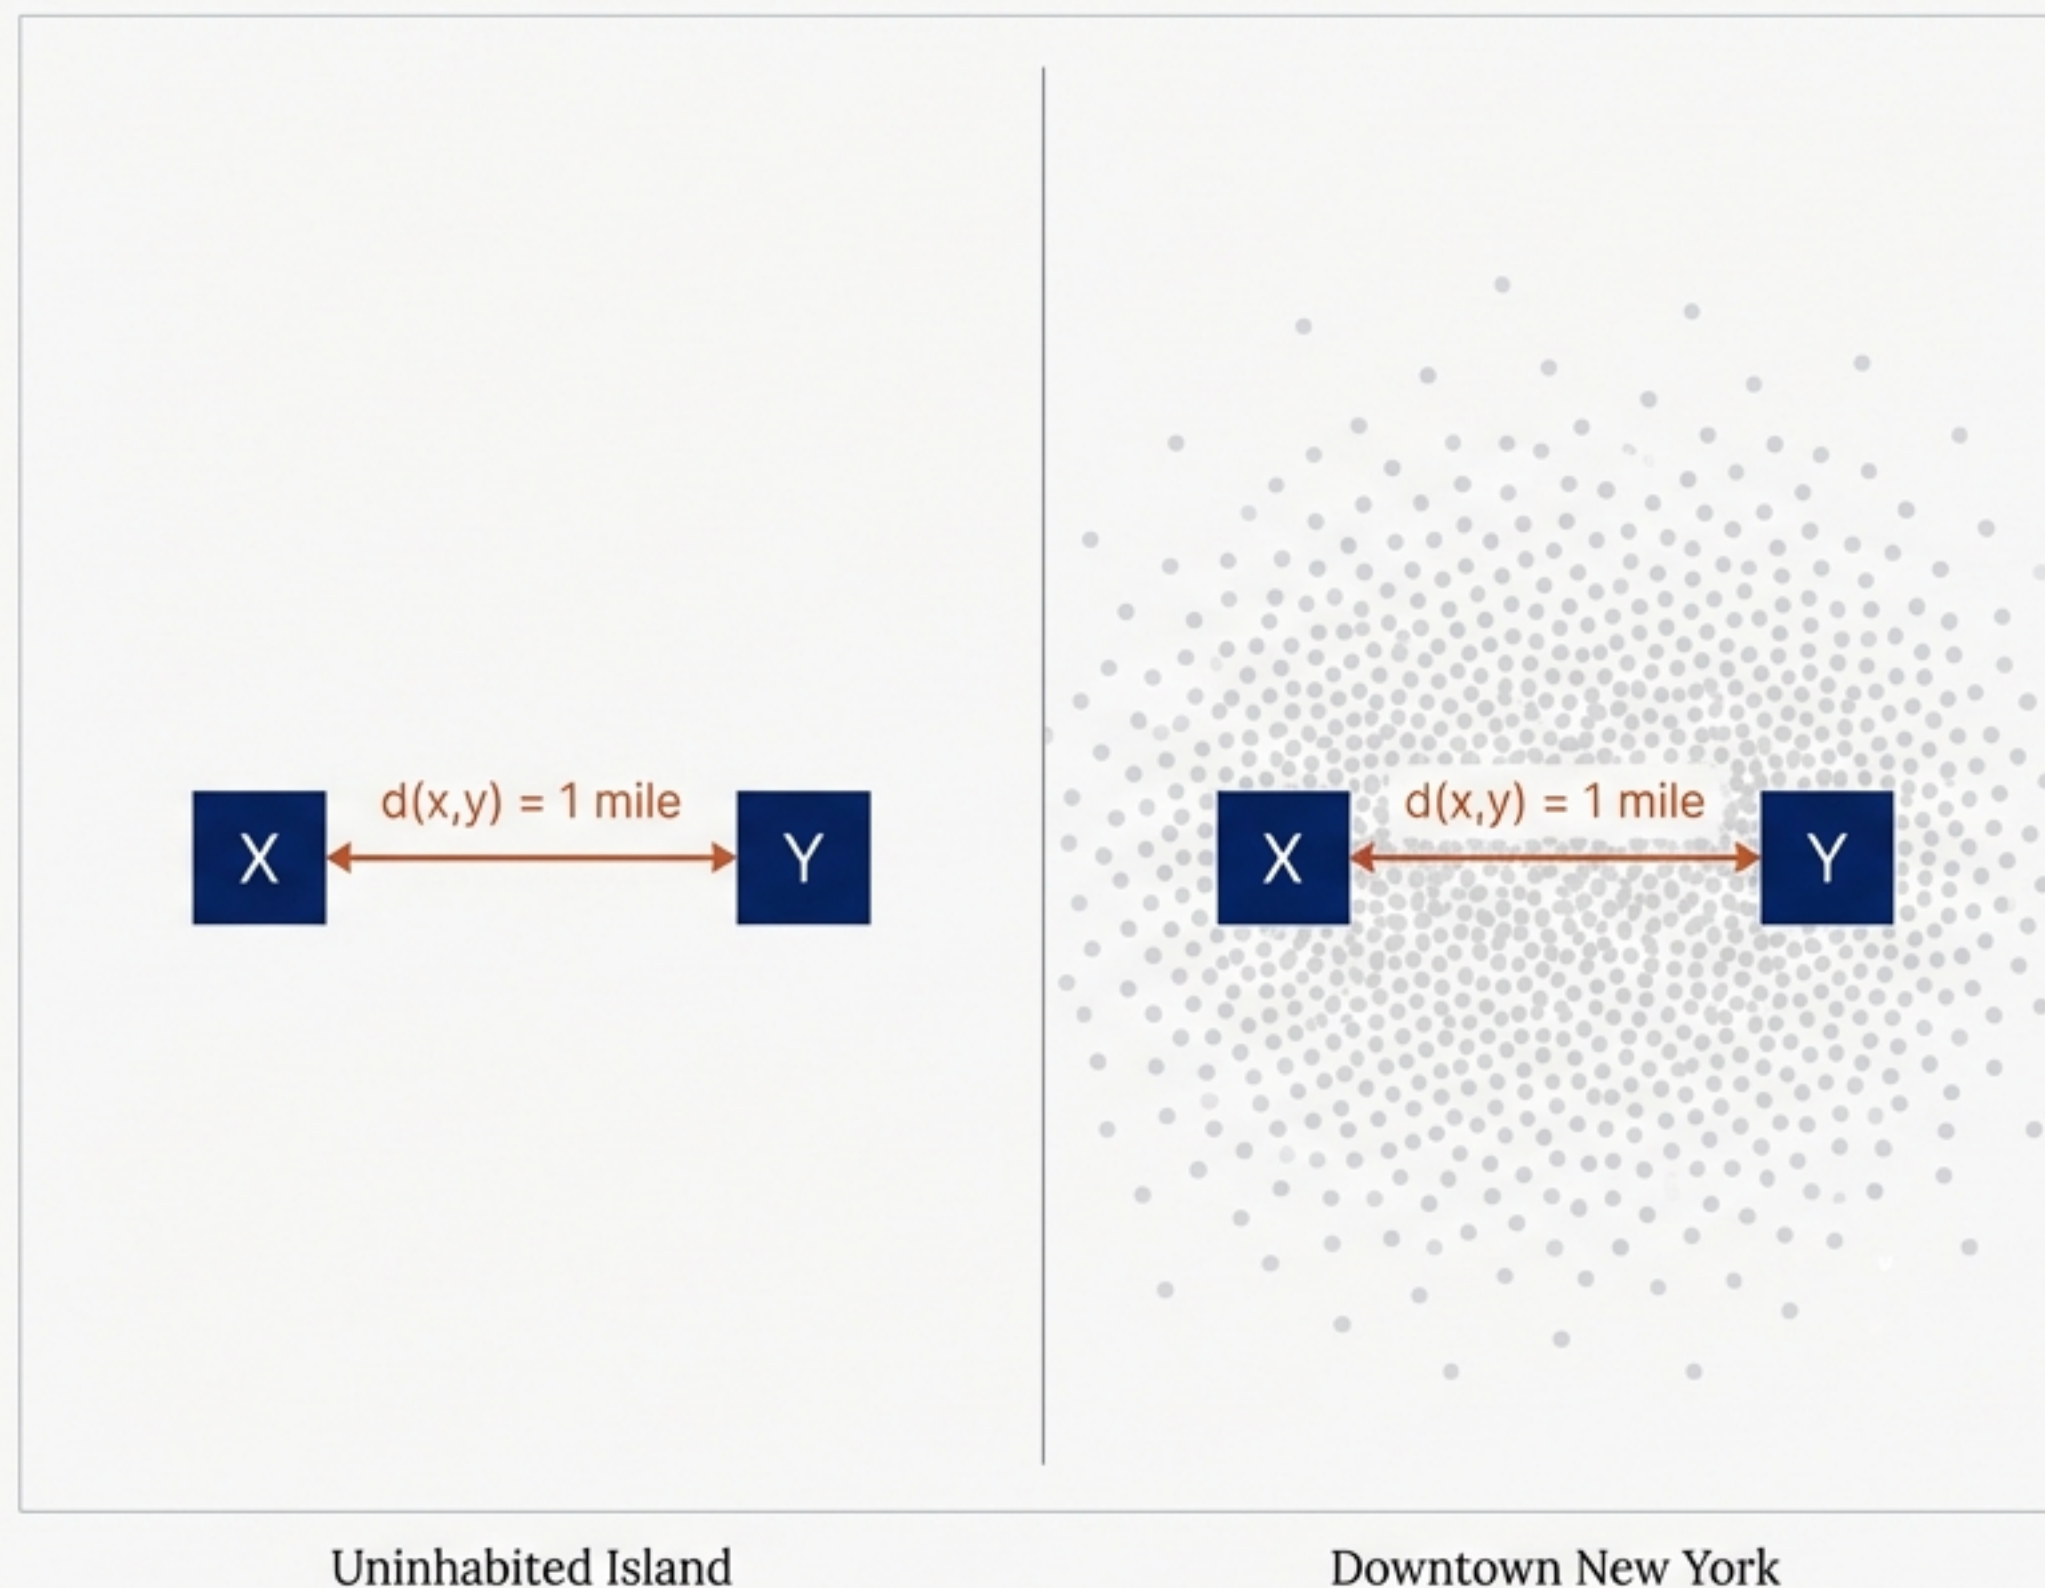 X
d(x,y) = 1 mile
Y
X
d(x,y) = 1 mile
Y
Uninhabited Island
Downtown New York